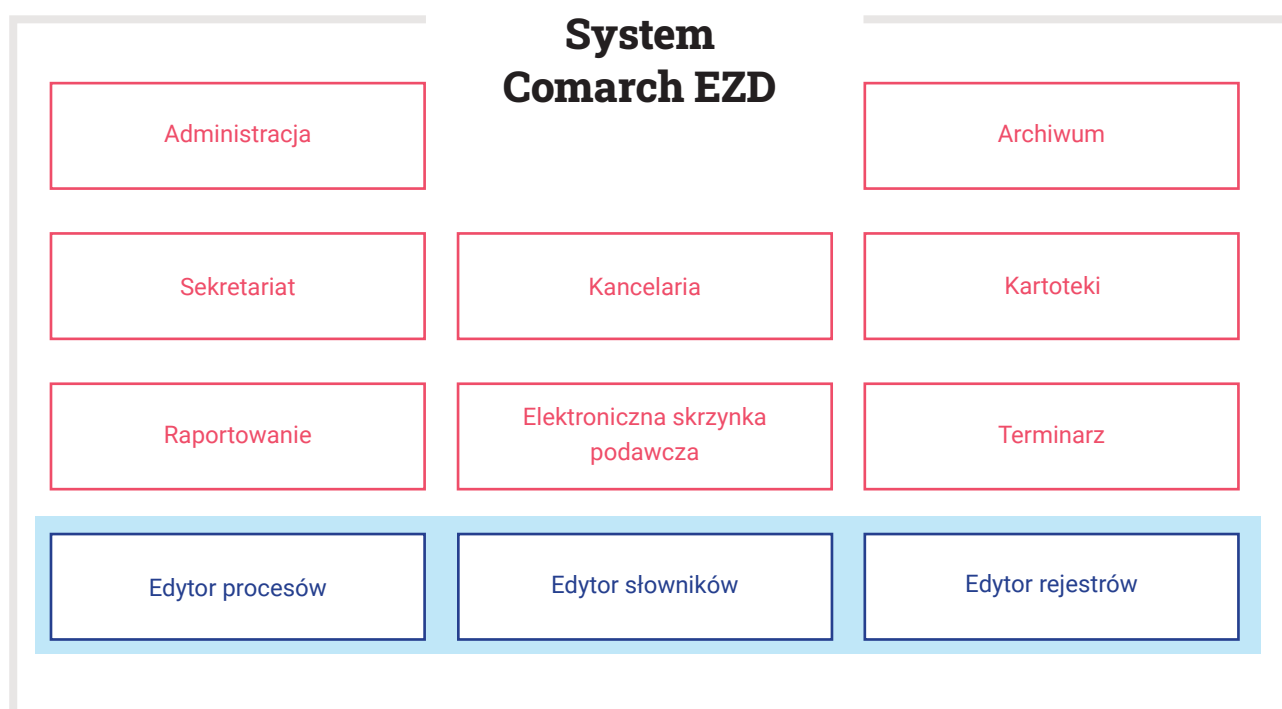 System
Comarch EZD
Administracja
Archiwum
Sekretariat
Kancelaria
Kartoteki
Raportowanie
Elektroniczna skrzynka
podawcza
Terminarz
Edytor procesów
Edytor słowników
Edytor rejestrów